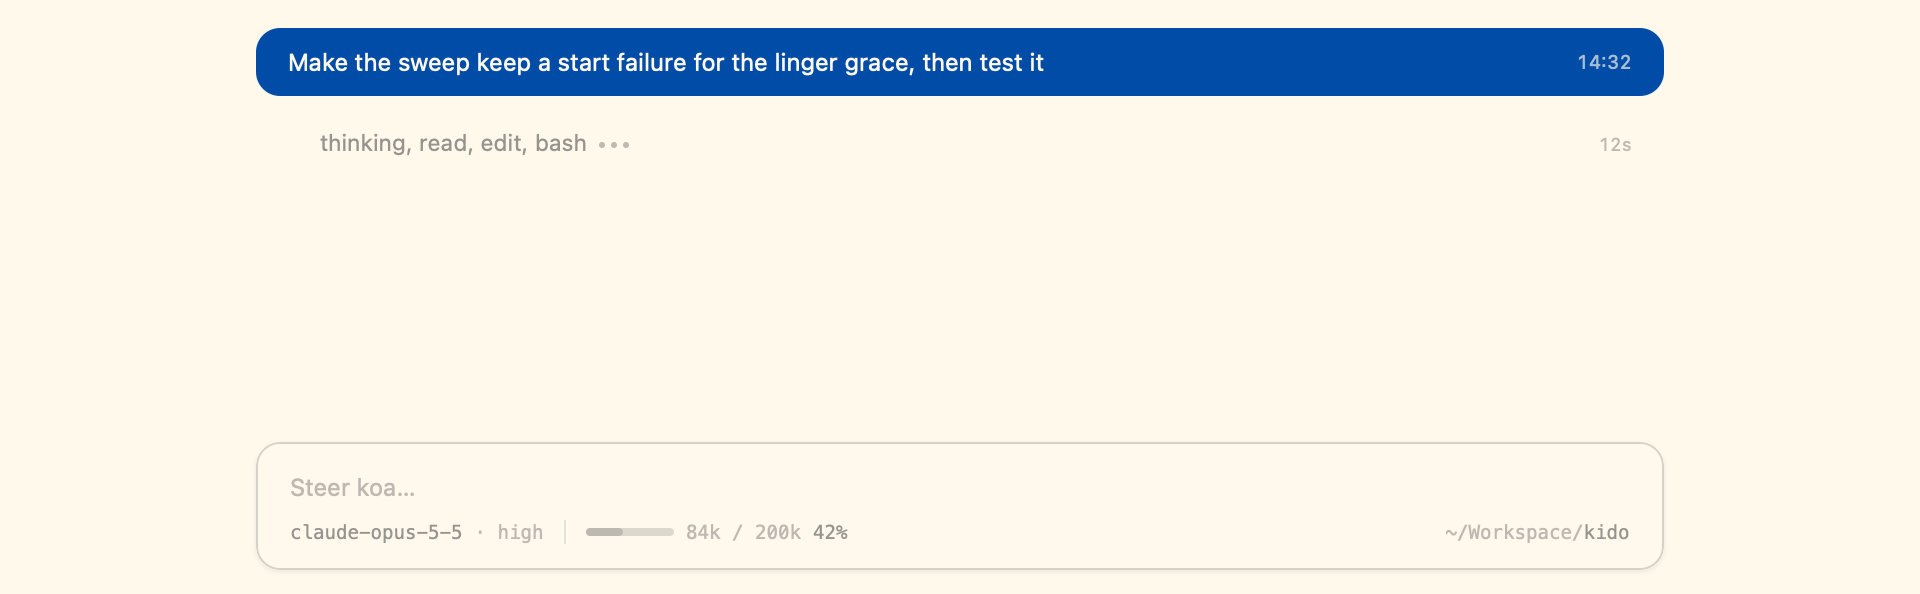 Make the sweep keep a start failure for the linger grace, then test it 14:32
thinking, read, edit, bash ••• 12s
Steer koa...
claude-opus-5-5 · high 84k / 200k 42% ~/Workspace/kido